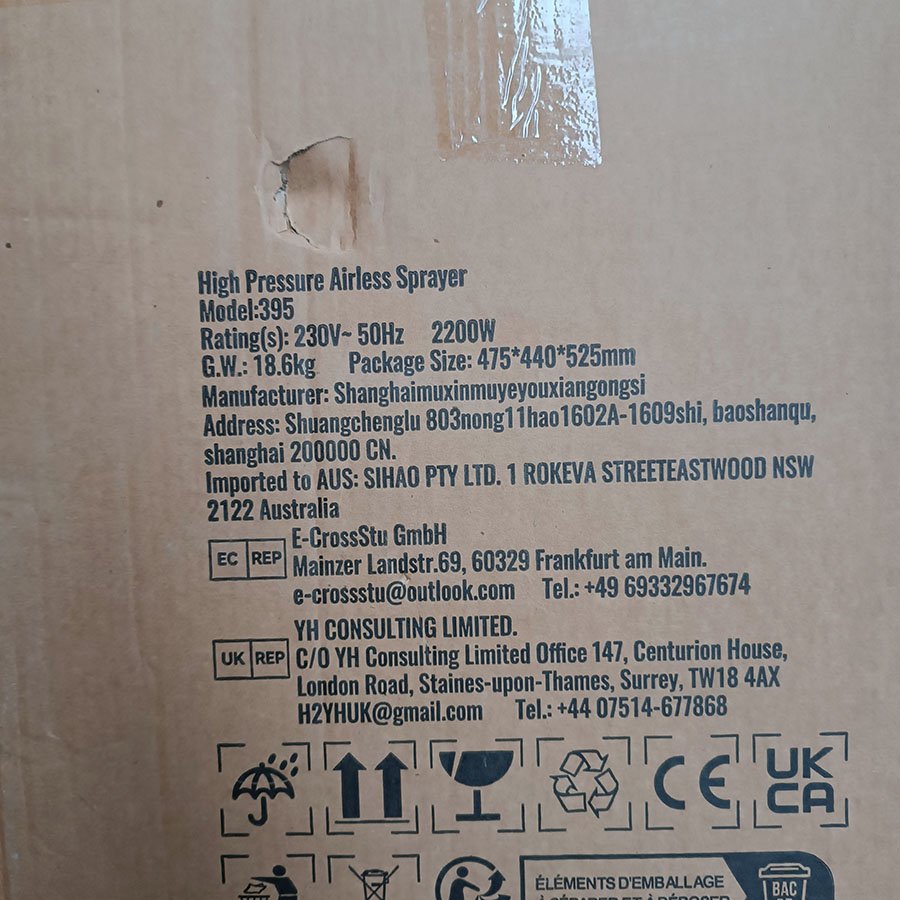 High Pressure Airless Sprayer
Model:395
Rating(s): 230V~ 50Hz 2200W
G.W.: 18.6kg Package Size: 475*440*525mm
Manufacturer: Shanghaimuxinmuyeyouxiangongsi
Address: Shuangchenglu 803nong11hao1602A-1609shi, baoshanqu,
shanghai 200000 CN.
Imported to AUS: SIHAO PTY LTD. 1 ROKEVA STREETEASTWOOD NSW
2122 Australia
E-CrossStu GmbH
EC REP Mainzer Landstr.69, 60329 Frankfurt am Main.
e-crossstu@outlook.com Tel.: +49 69332967674
YH CONSULTING LIMITED.
UK REP C/O YH Consulting Limited Office 147, Centurion House,
London Road, Staines-upon-Thames, Surrey, TW18 4AX
H2YHUK@gmail.com Tel.: +44 07514-677868
CE
UK
CA
ÉLÉMENTS D'EMBALLAGE
BAC
À SÉPARER ET À DÉPOSER